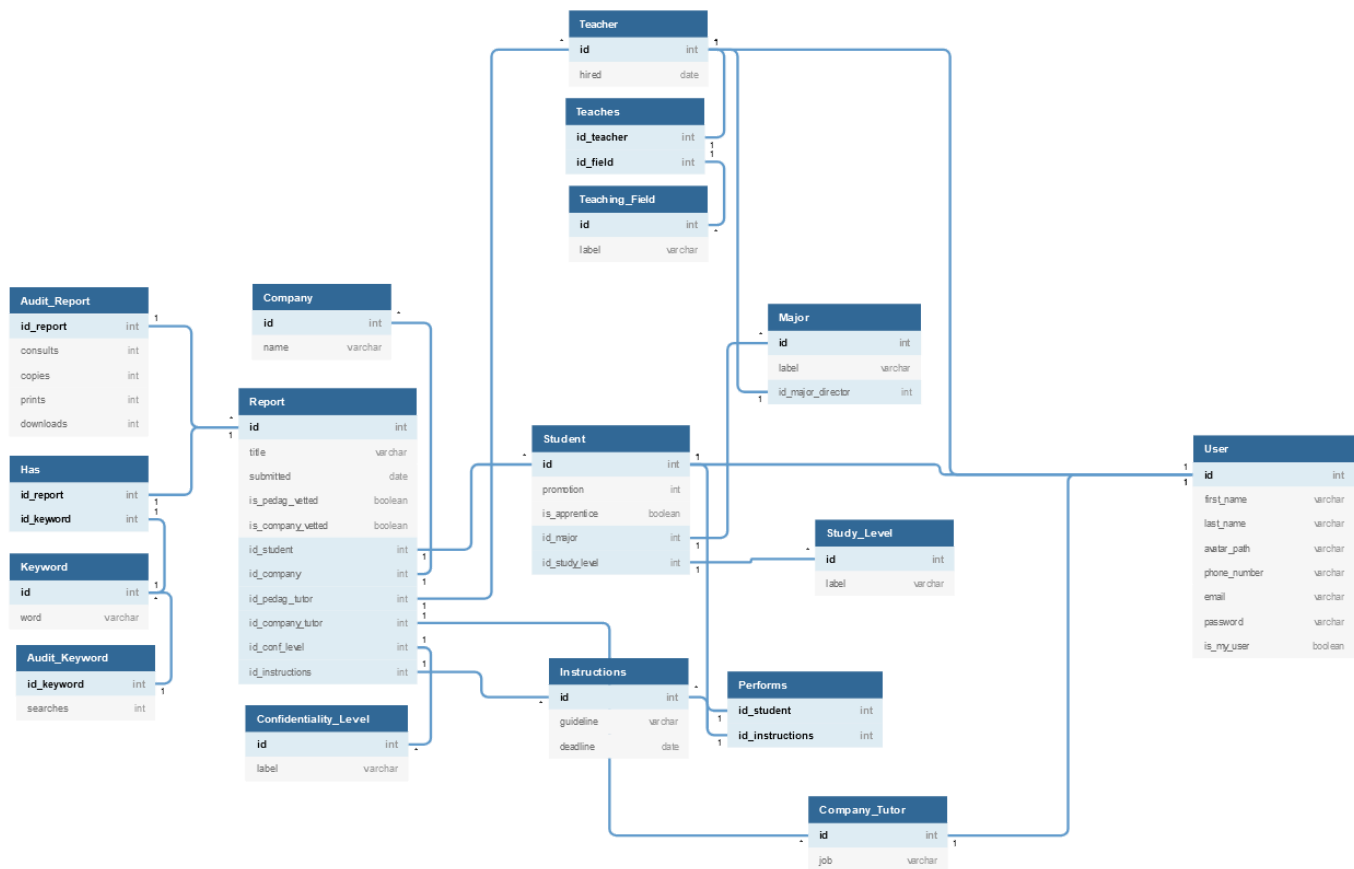 Teacher
id int
hired date
Teaches
id_teacher int
id_field int
Teaching_Field
id int
label varchar
Audit_Report
id_report int
consults int
copies int
prints int
downloads int
Company
id int
name varchar
Major
id int
label varchar
id_major_director int
Report
id int
title varchar
submitted date
is_pedag_vetted boolean
is_company_vetted boolean
id_student int
id_company int
id_pedag_tutor int
id_company_tutor int
id_conf_level int
id_instructions int
Student
id int
promotion int
is_apprentice boolean
id_major int
id_study_level int
User
id int
first_name varchar
last_name varchar
avatar_path varchar
phone_number varchar
email varchar
password varchar
is_my_user boolean
Has
id_report int
id_keyword int
Study_Level
id int
label varchar
Keyword
id int
word varchar
Audit_Keyword
id_keyword int
searches int
Instructions
id int
guideline varchar
deadline date
Performs
id_student int
id_instructions int
Confidentiality_Level
id int
label varchar
Company_Tutor
id int
job varchar